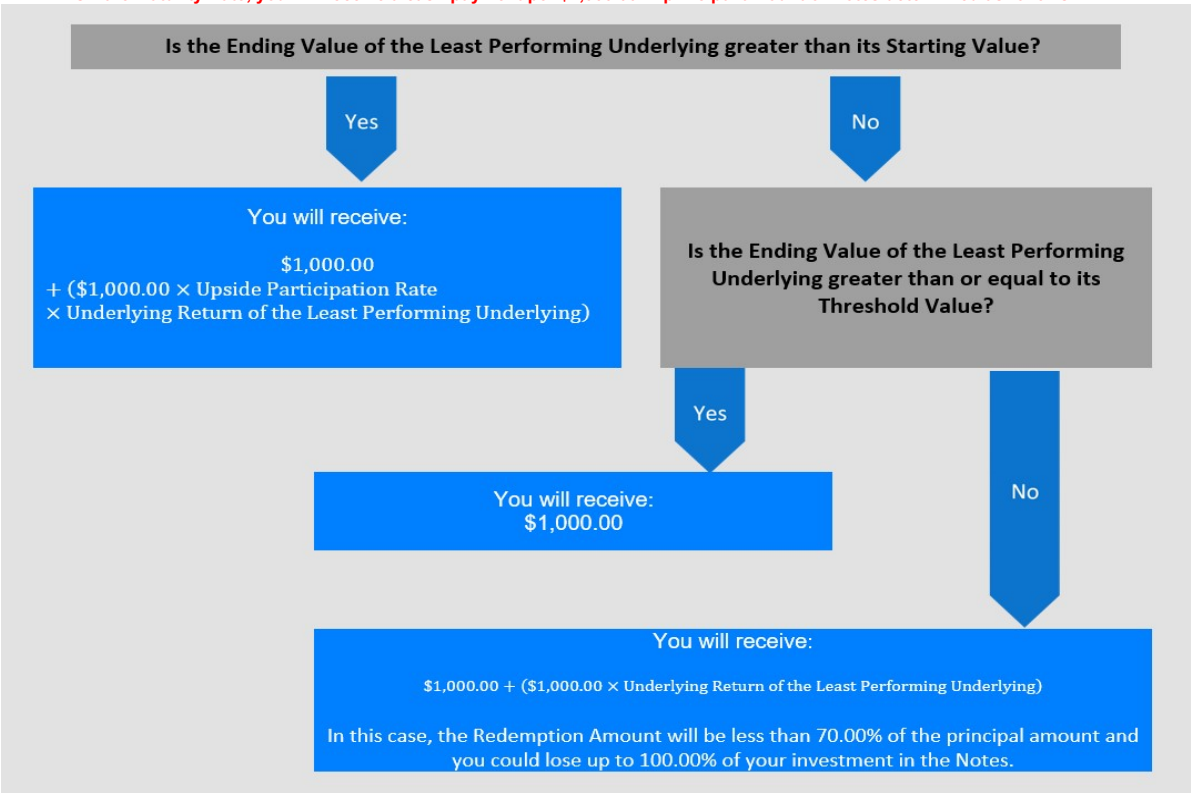 Is the Ending Value of the Least Performing Underlying greater than its Starting Value?
Yes
No
You will receive:
$1,000.00
+ ($1,000.00 × Upside Participation Rate
× Underlying Return of the Least Performing Underlying)
Is the Ending Value of the Least Performing
Underlying greater than or equal to its
Threshold Value?
Yes
You will receive:
$1,000.00
No
You will receive:
$1,000.00 + ($1,000.00 × Underlying Return of the Least Performing Underlying)
In this case, the Redemption Amount will be less than 70.00% of the principal amount and
you could lose up to 100.00% of your investment in the Notes.